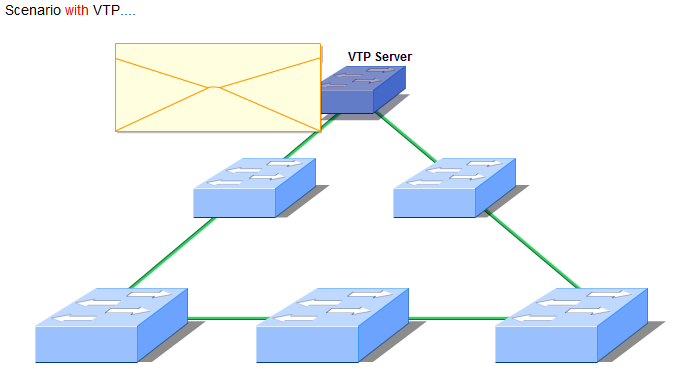 Scenario with VTP....
VTP Server